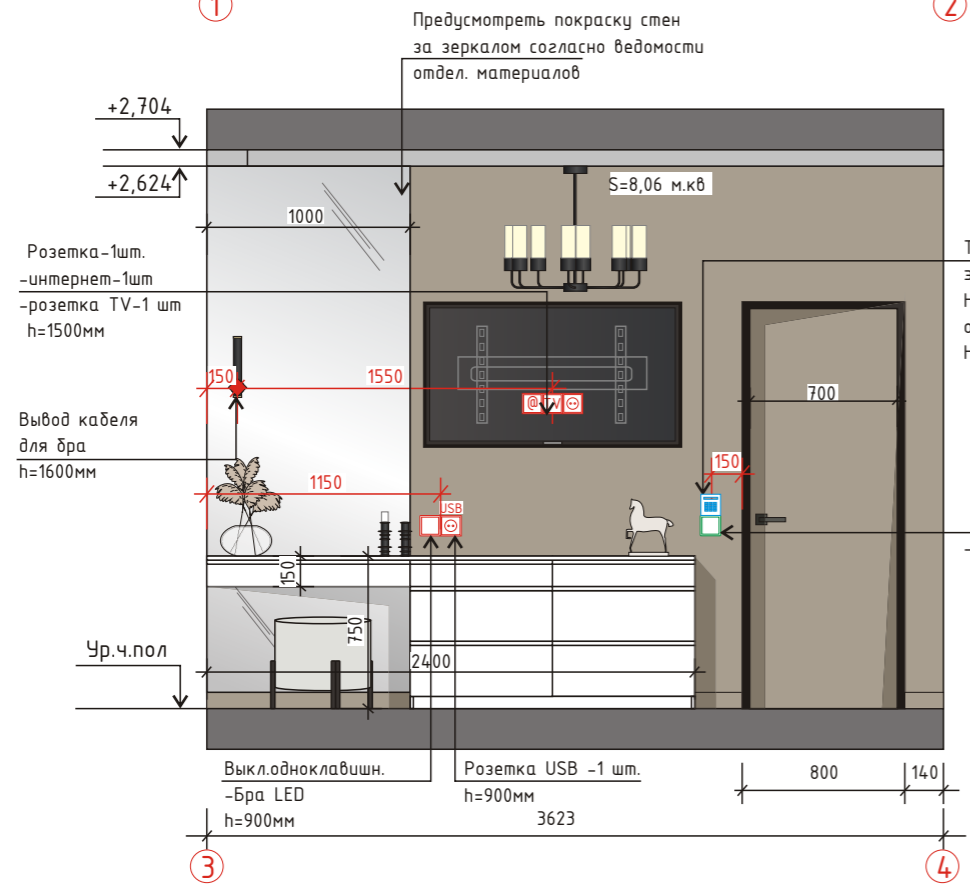 1
2
Предусмотреть покраску стен
за зеркалом согласно ведомости
отдел. материалов
+2,704
+2,624
S=8,06 м.кв
1000
Розетка-1шт.
-интернет-1шт
-розетка TV-1 шт
h=1500мм
150
1550
@ TV
700
Вывод кабеля
для бра
h=1600мм
1150
USB
150
150
750
2400
Ур.ч.пол
Выкл.одноклавишн.
-Бра LED
h=900мм
Розетка USB -1 шт.
h=900мм
800
140
3623
3
4